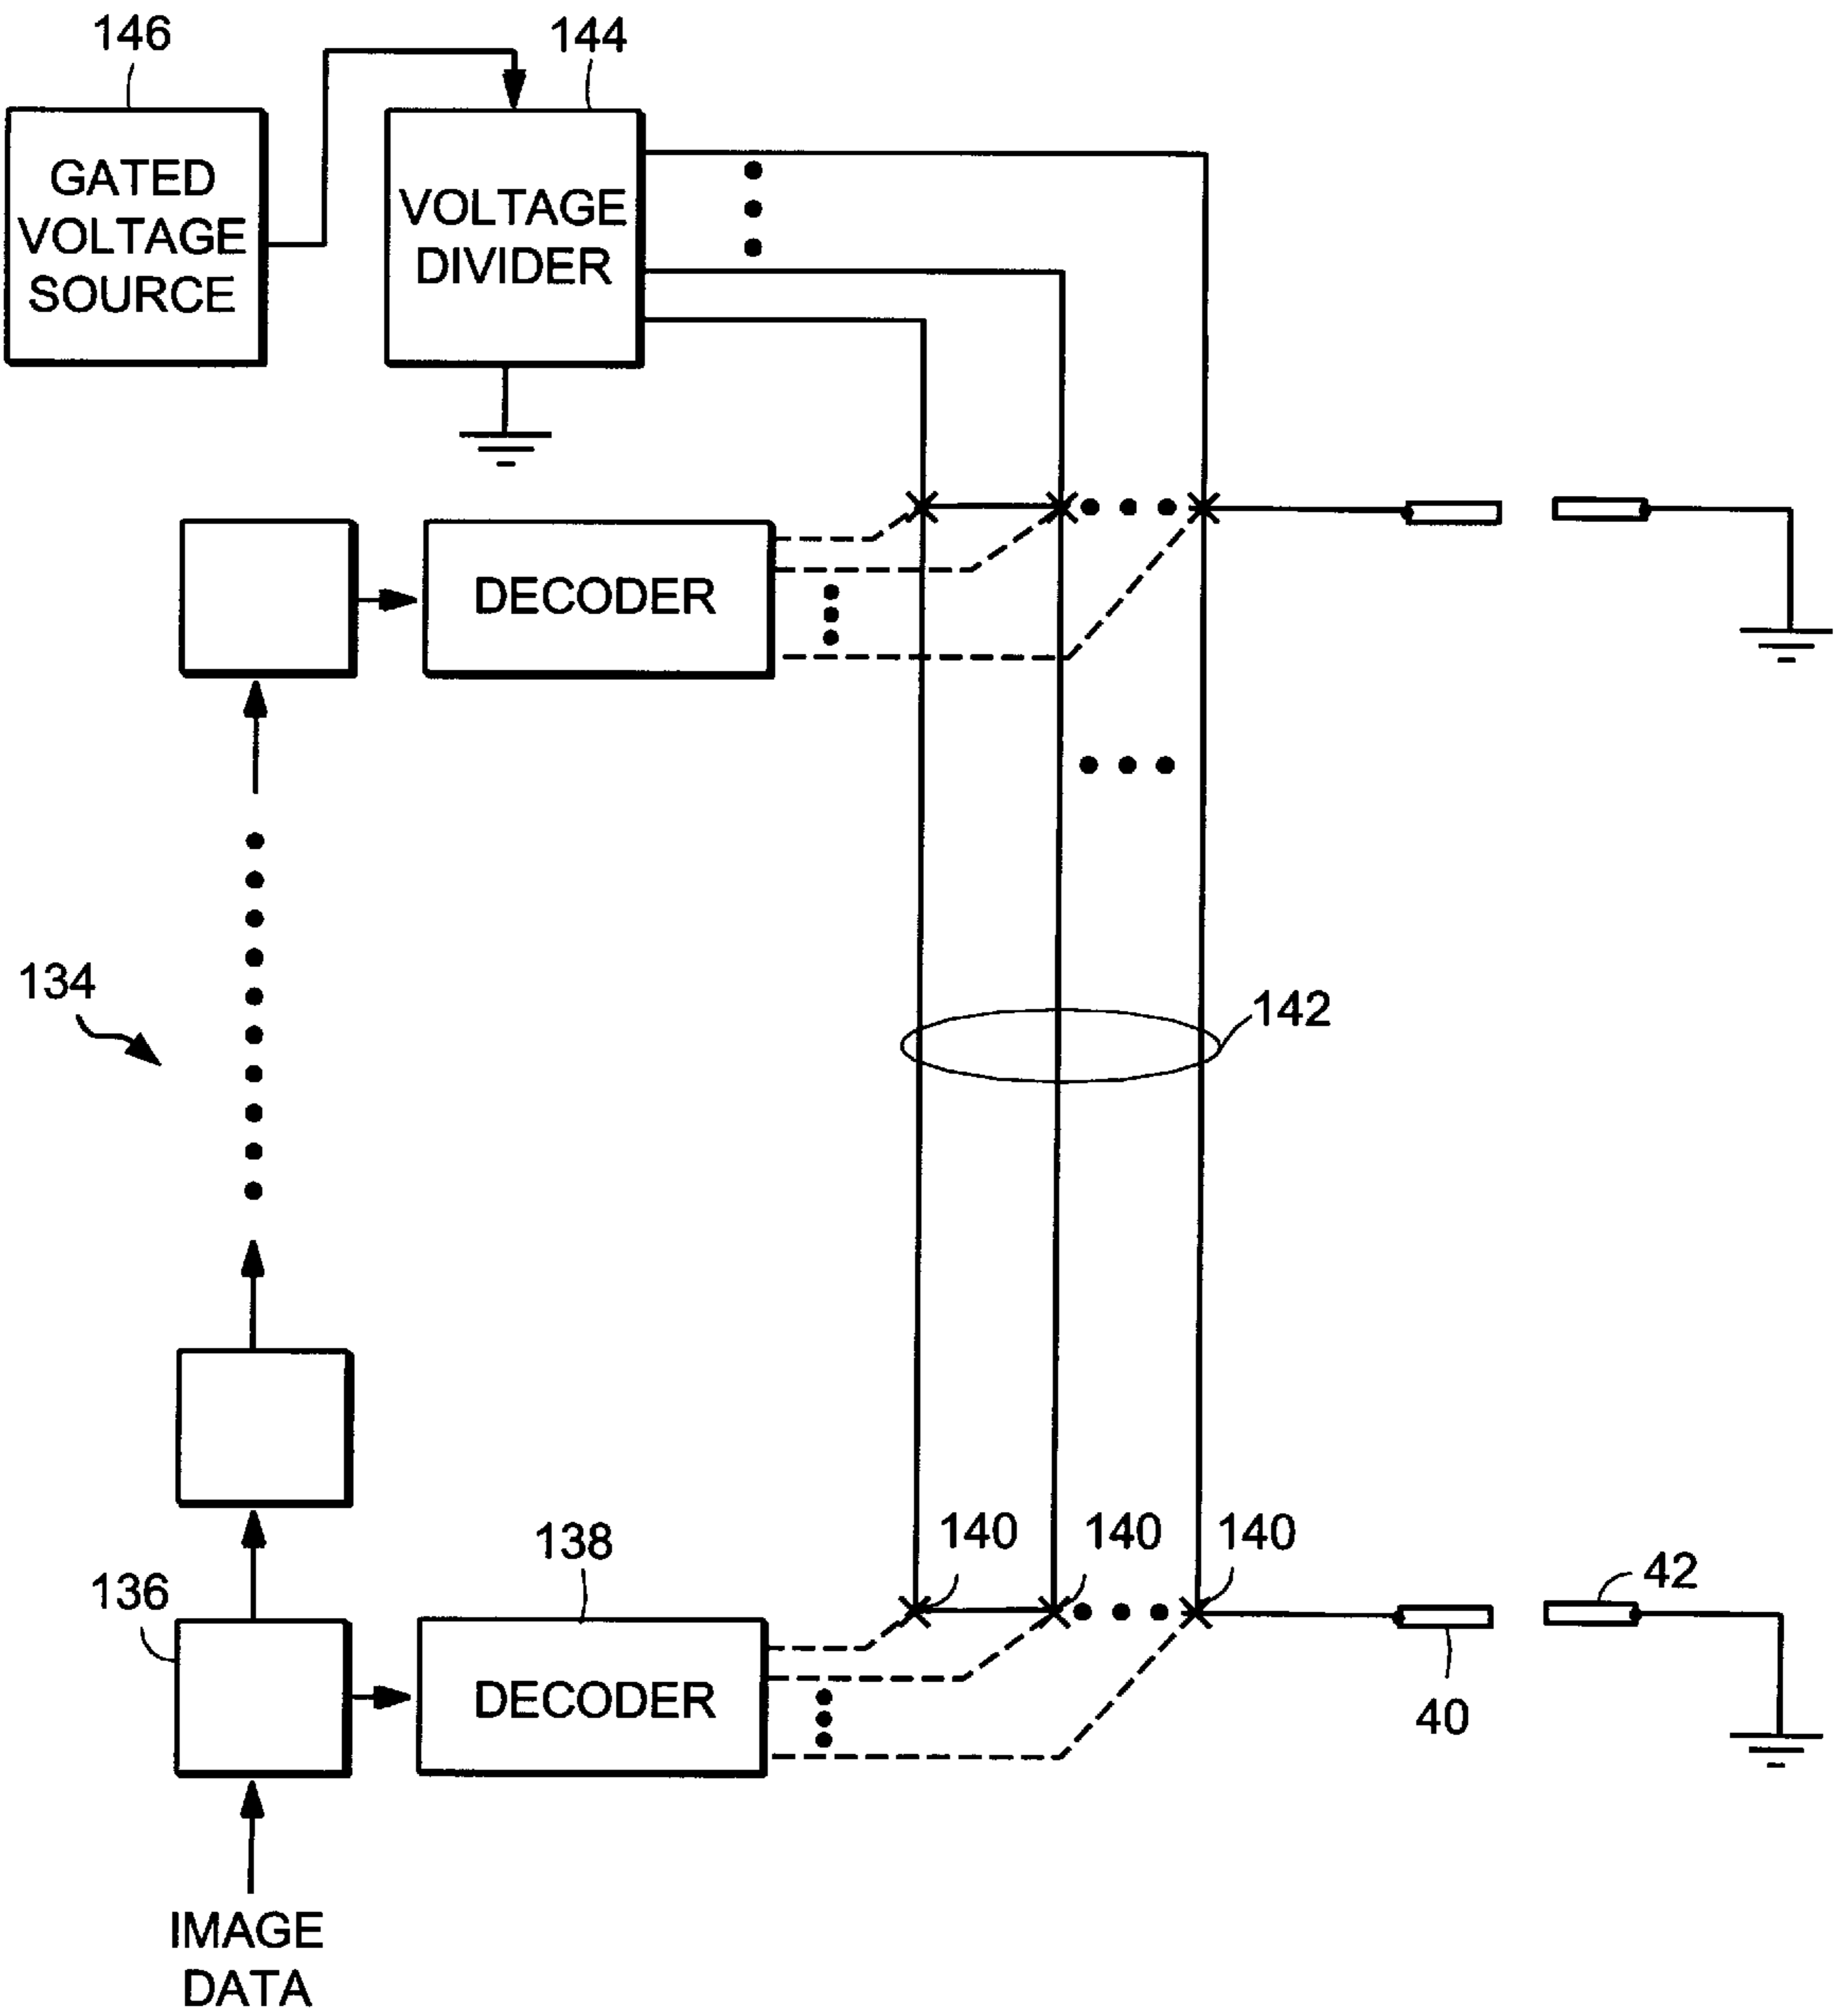 146
144
GATED
VOLTAGE
SOURCE
VOLTAGE
DIVIDER
DECODER
134
142
140
140
140
138
136
42
DECODER
40
IMAGE
DATA